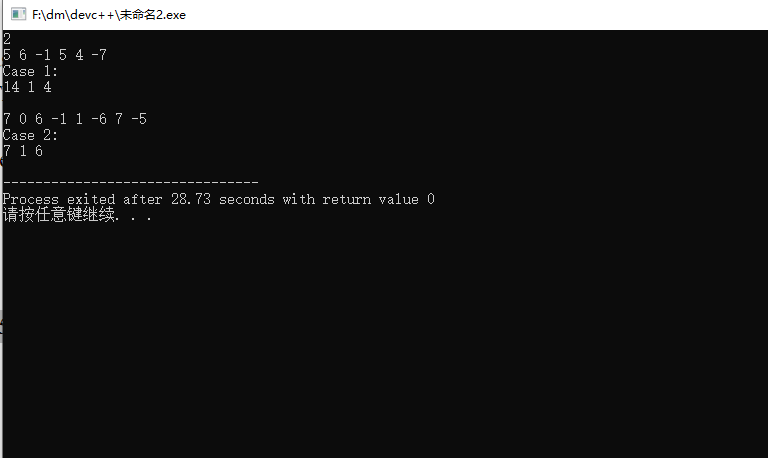 F:\dm\devc++\未命名2.exe
2
5 6 -1 5 4 -7
Case 1:
14 1 4
7 0 6 -1 1 -6 7 -5
Case 2:
7 1 6
--------------------------------
Process exited after 28.73 seconds with return value 0
请按任意键继续. . .